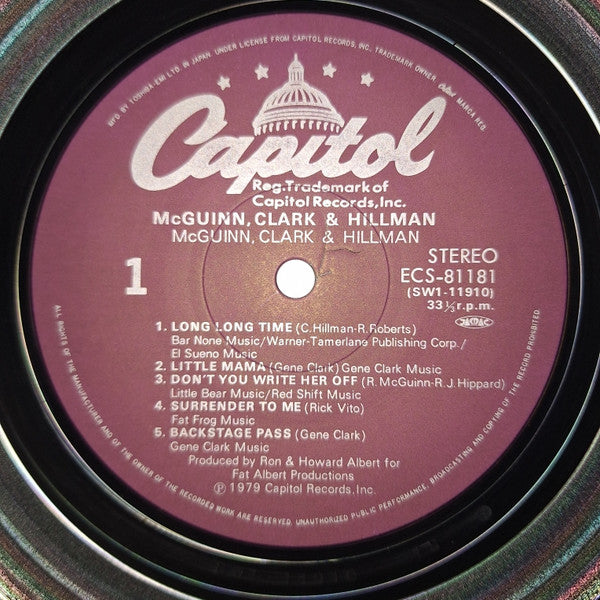 MFD BY TOSHIBA-EMI LTD. IN JAPAN, UNDER LICENSE FROM CAPITOL RECORDS, INC. TRADEMARK OWNER. Capitol MARCA REG.
Capitol
Reg.Trademark of
Capitol Records,Inc.
McGUINN, CLARK & HILLMAN
McGUINN, CLARK & HILLMAN
1
STEREO
ECS-81181
(SW1-11910)
33⅓r.p.m.
JASRAC
1. LONG LONG TIME (C.Hillman-R.Roberts)
Bar None Music/Warner-Tamerlane Publishing Corp./
El Sueno Music
2. LITTLE MAMA (Gene Clark) Gene Clark Music
3. DON'T YOU WRITE HER OFF (R.McGuinn-R.J.Hippard)
Little Bear Music/Red Shift Music
4. SURRENDER TO ME (Rick Vito)
Fat Frog Music
5. BACKSTAGE PASS (Gene Clark)
Gene Clark Music
Produced by Ron & Howard Albert for
Fat Albert Productions
℗ 1979 Capitol Records,Inc.
ALL RIGHTS OF THE MANUFACTURER AND OF THE OWNER OF THE RECORDED WORK ARE RESERVED. UNAUTHORIZED PUBLIC PERFORMANCE, BROADCASTING AND COPYING OF THIS RECORD PROHIBITED.